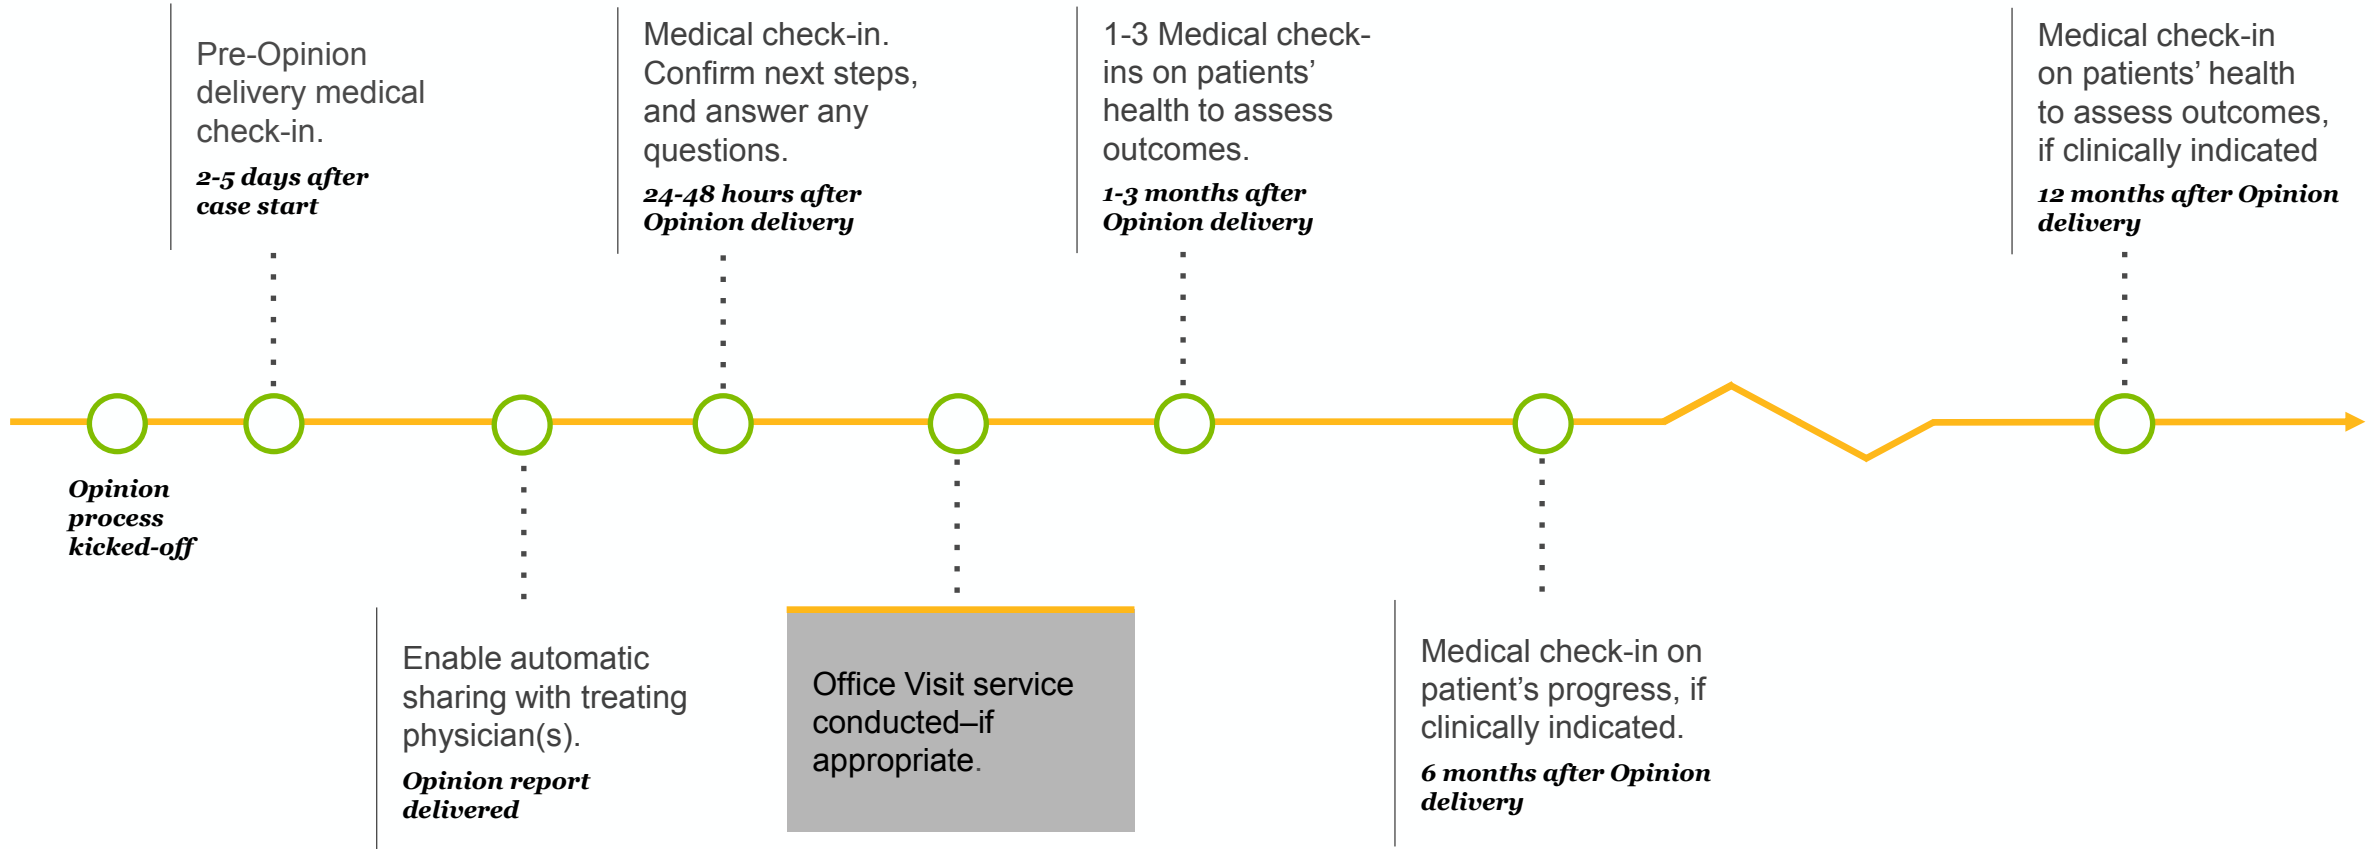 Pre-Opinion
delivery medical
check-in.
2-5 days after
case start
Medical check-in.
Confirm next steps,
and answer any
questions.
24-48 hours after
Opinion delivery
1-3 Medical check-
ins on patients’
health to assess
outcomes.
1-3 months after
Opinion delivery
Medical check-in
on patients’ health
to assess outcomes,
if clinically indicated
12 months after Opinion
delivery
Opinion
process
kicked-off
Enable automatic
sharing with treating
physician(s).
Opinion report
delivered
Office Visit service
conducted–if
appropriate.
Medical check-in on
patient’s progress, if
clinically indicated.
6 months after Opinion
delivery